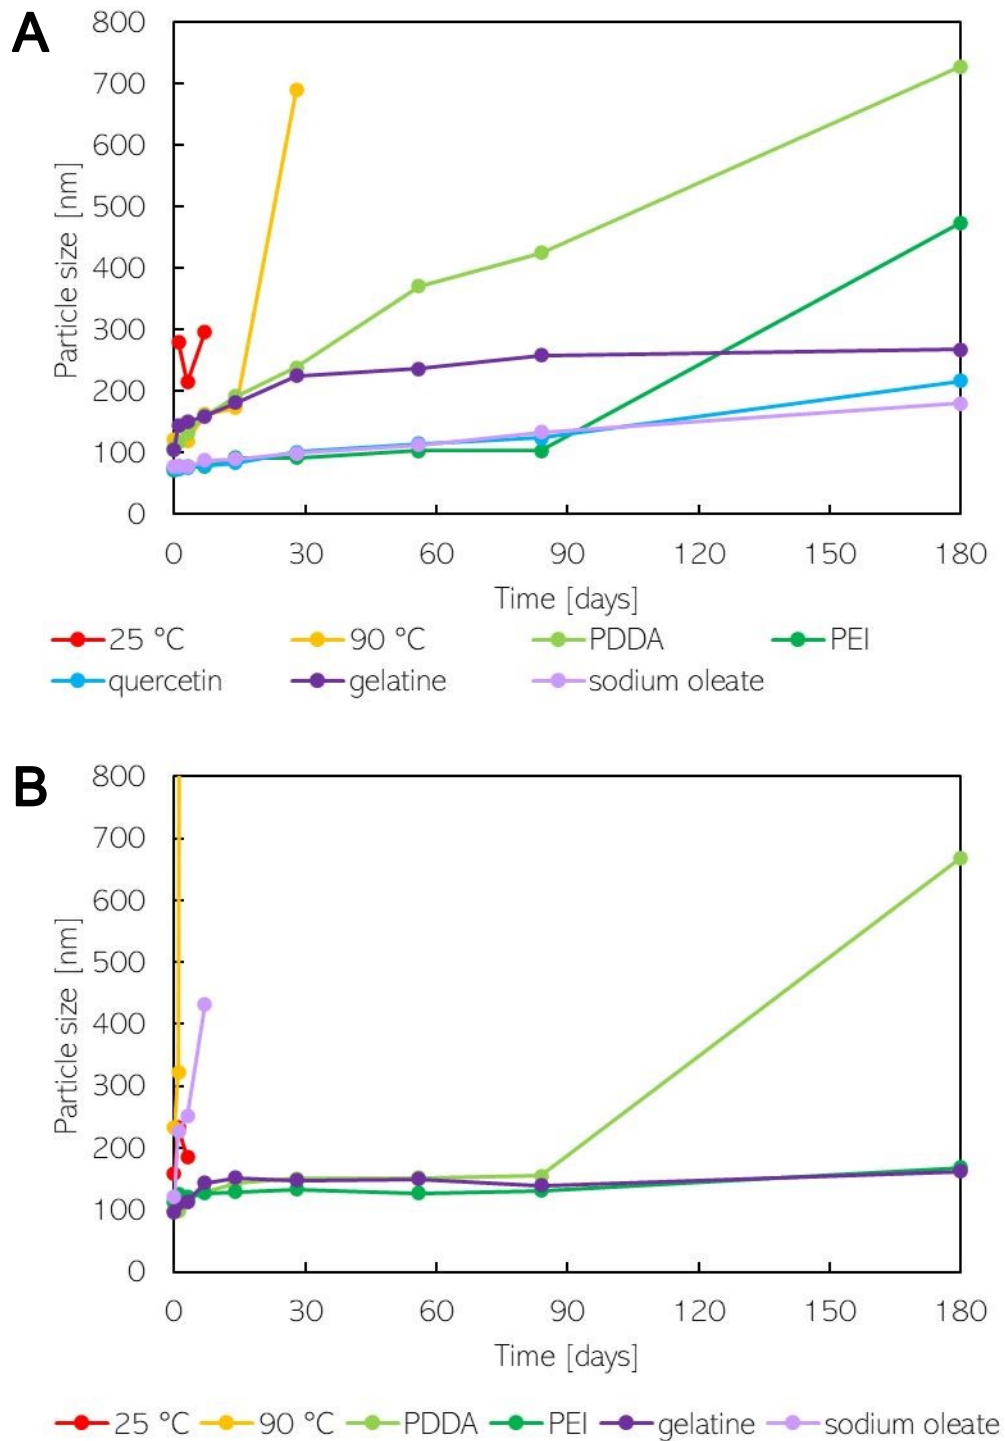 A
800
700
600
500
400
300
200
100
0
Particle size [nm]
0 30 60 90 120 150 180
Time [days]
25 °C 90 °C PDDA PEI
quercetin gelatine sodium oleate
B
800
700
600
500
400
300
200
100
0
Particle size [nm]
0 30 60 90 120 150 180
Time [days]
25 °C 90 °C PDDA PEI gelatine sodium oleate